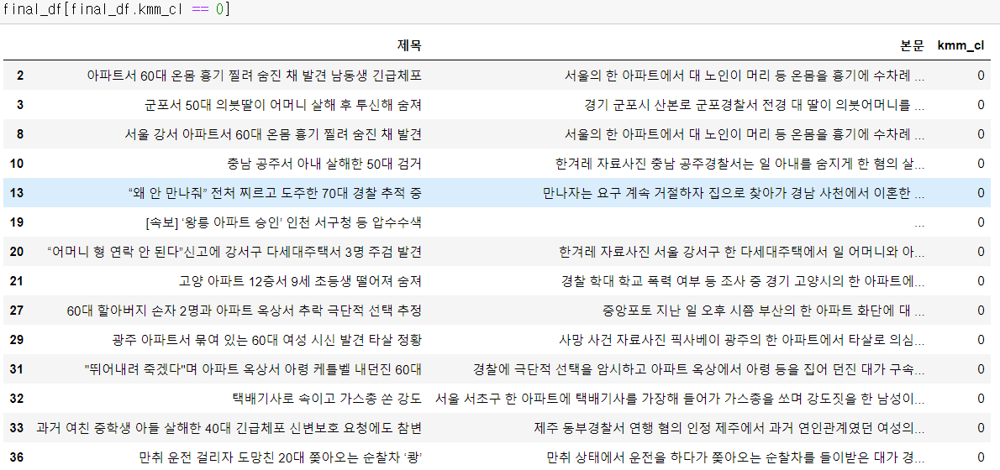 final_df[final_df.kmm_cl == 0]
제목 본문 kmm_cl
2 아파트서 60대 온몸 흉기 찔려 숨진 채 발견 남동생 긴급체포 서울의 한 아파트에서 대 노인이 머리 등 온몸을 흉기에 수차례 ... 0
3 군포서 50대 의붓딸이 어머니 살해 후 투신해 숨져 경기 군포시 산본로 군포경찰서 전경 대 딸이 의붓어머니를 ... 0
8 서울 강서 아파트서 60대 온몸 흉기 찔려 숨진 채 발견 서울의 한 아파트에서 대 노인이 머리 등 온몸을 흉기에 수차례 ... 0
10 충남 공주서 아내 살해한 50대 검거 한겨레 자료사진 충남 공주경찰서는 일 아내를 숨지게 한 혐의 살... 0
13 “왜 안 만나줘” 전처 찌르고 도주한 70대 경찰 추적 중 만나자는 요구 계속 거절하자 집으로 찾아가 경남 사천에서 이혼한 ... 0
19 [속보] ‘왕릉 아파트 승인’ 인천 서구청 등 압수수색 ... 0
20 “어머니 형 연락 안 된다”신고에 강서구 다세대주택서 3명 주검 발견 한겨레 자료사진 서울 강서구 한 다세대주택에서 일 어머니와 아... 0
21 고양 아파트 12층서 9세 초등생 떨어져 숨져 경찰 학대 학교 폭력 여부 등 조사 중 경기 고양시의 한 아파트에... 0
27 60대 할아버지 손자 2명과 아파트 옥상서 추락 극단적 선택 추정 중앙포토 지난 일 오후 시쯤 부산의 한 아파트 화단에 대 ... 0
29 광주 아파트서 묶여 있는 60대 여성 시신 발견 타살 정황 사망 사건 자료사진 픽사베이 광주의 한 아파트에서 타살로 의심... 0
31 "뛰어내려 죽겠다"며 아파트 옥상서 아령 케틀벨 내던진 60대 경찰에 극단적 선택을 암시하고 아파트 옥상에서 아령 등을 집어 던진 대가 구속... 0
32 택배기사로 속이고 가스총 쏜 강도 서울 서초구 한 아파트에 택배기사를 가장해 들어가 가스총을 쏘며 강도짓을 한 남성이... 0
33 과거 여친 중학생 아들 살해한 40대 긴급체포 신변보호 요청에도 참변 제주 동부경찰서 연행 혐의 인정 제주에서 과거 연인관계였던 여성의... 0
36 만취 운전 걸리자 도망친 20대 쫓아오는 순찰차 ‘쾅’ 만취 상태에서 운전을 하다가 쫓아오는 순찰차를 들이받은 대가 경... 0